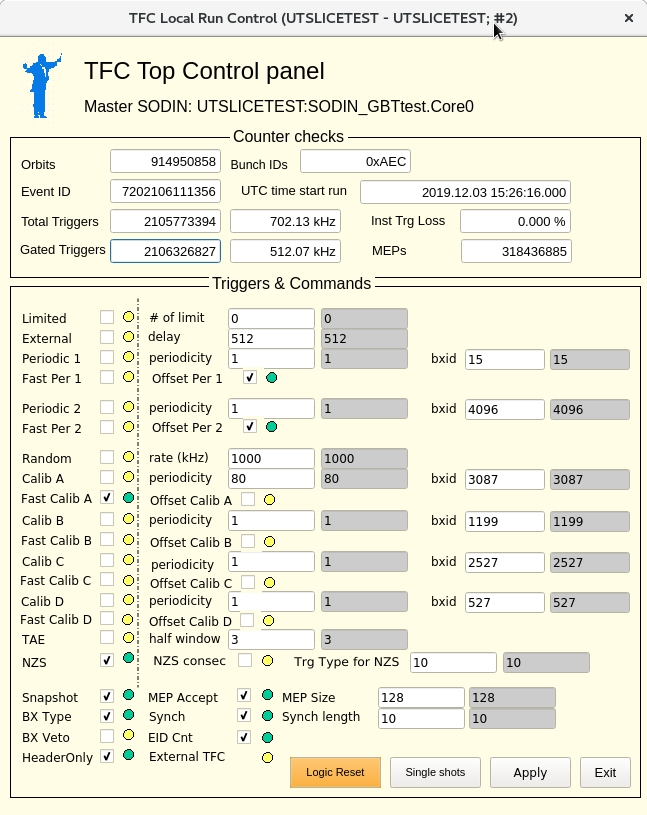 TFC Local Run Control (UTSLICETEST - UTSLICETEST; #2)
TFC Top Control panel
Master SODIN: UTSLICETEST:SODIN_GBTtest.Core0
Counter checks
Orbits 914950858 Bunch IDs 0xAEC
Event ID 7202106111356 UTC time start run 2019.12.03 15:26:16.000
Total Triggers 2105773394 702.13 kHz Inst Trg Loss 0.000 %
Gated Triggers 2106326827 512.07 kHz MEPs 318436885
Triggers & Commands
Limited # of limit 0 0
External delay 512 512
Periodic 1 periodicity 1 1 bxid 15 15
Fast Per 1 Offset Per 1
Periodic 2 periodicity 1 1 bxid 4096 4096
Fast Per 2 Offset Per 2
Random rate (kHz) 1000 1000
Calib A periodicity 80 80 bxid 3087 3087
Fast Calib A Offset Calib A
Calib B periodicity 1 1 bxid 1199 1199
Fast Calib B Offset Calib B
Calib C periodicity 1 1 bxid 2527 2527
Fast Calib C Offset Calib C
Calib D periodicity 1 1 bxid 527 527
Fast Calib D Offset Calib D
TAE half window 3 3
NZS NZS consec Trg Type for NZS 10 10
Snapshot MEP Accept MEP Size 128 128
BX Type Synch Synch length 10 10
BX Veto EID Cnt
HeaderOnly External TFC
Logic Reset Single shots Apply Exit